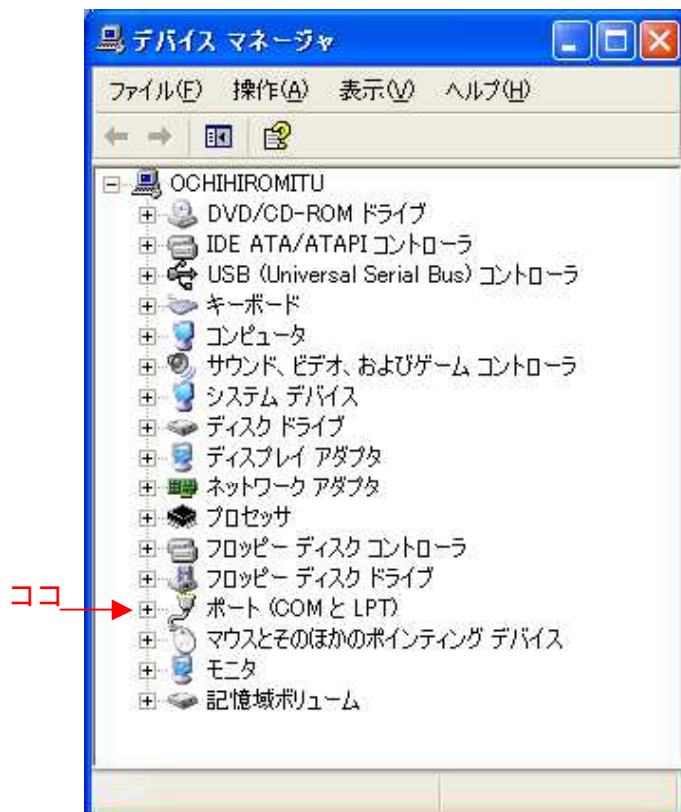 デバイス マネージャ
ファイル(F) 操作(A) 表示(V) ヘルプ(H)
OCHIHIROMITU
DVD/CD-ROM ドライブ
IDE ATA/ATAPI コントローラ
USB (Universal Serial Bus) コントローラ
キーボード
コンピュータ
サウンド、ビデオ、およびゲーム コントローラ
システム デバイス
ディスク ドライブ
ディスプレイ アダプタ
ネットワーク アダプタ
プロセッサ
フロッピー ディスク コントローラ
フロッピー ディスク ドライブ
ココ
ポート (COM と LPT)
マウスとそのほかのポインティング デバイス
モニタ
記憶域ボリューム